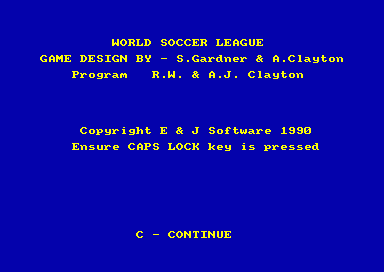 WORLD SOCCER LEAGUE
GAME DESIGN BY - S.Gardner & A.Clayton
Program R.W. & A.J. Clayton
Copyright E & J Software 1990
Ensure CAPS LOCK key is pressed
C - CONTINUE